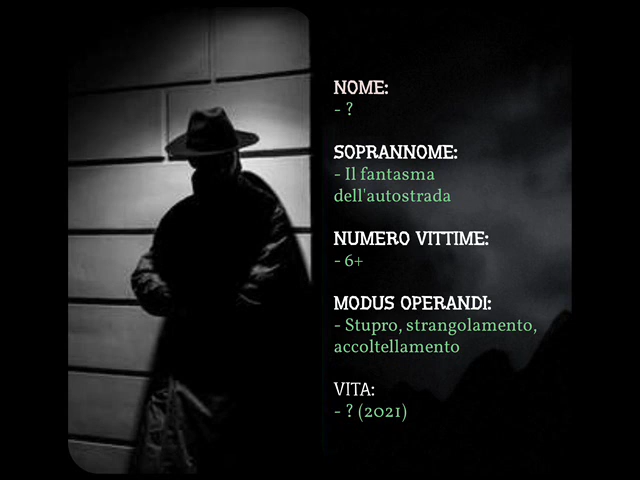 NOME:
- ?
SOPRANNOME:
- Il fantasma
dell'autostrada
NUMERO VITTIME:
- 6+
MODUS OPERANDI:
- Stupro, strangolamento,
accoltellamento
VITA:
- ? (2021)